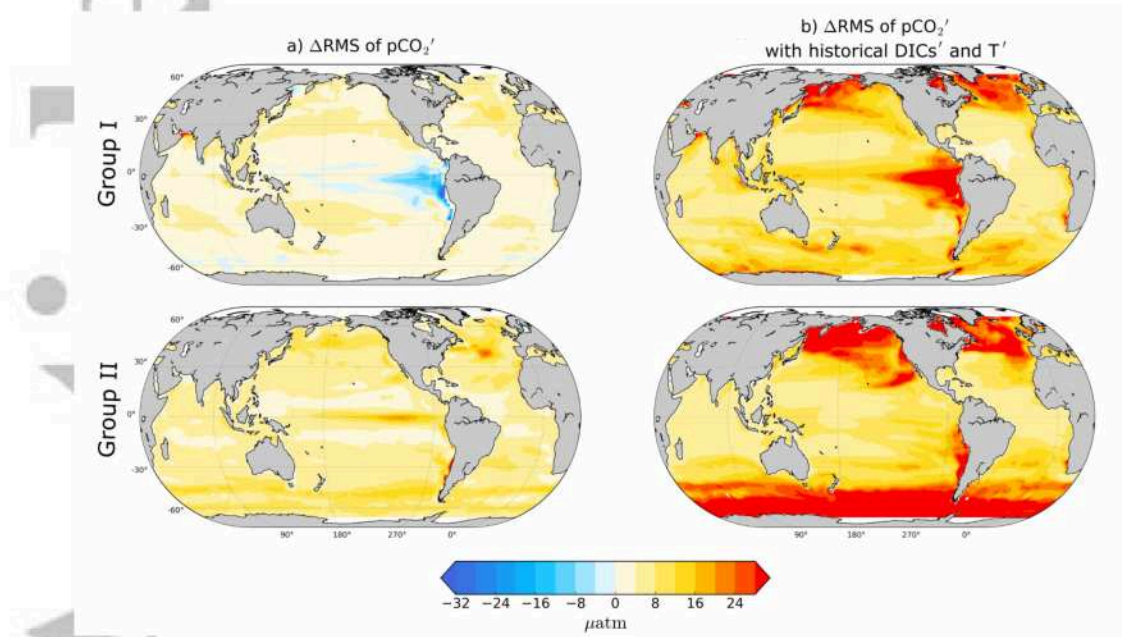 a) ΔRMS of pCO₂′
b) ΔRMS of pCO₂′
with historical DICs′ and T′
Group I
60°
30°
0°
-30°
-60°
Group II
60°
30°
0°
-30°
-60°
90° 180° 270° 0°
90° 180° 270° 0°
−32 −24 −16 −8 0 8 16 24
μatm